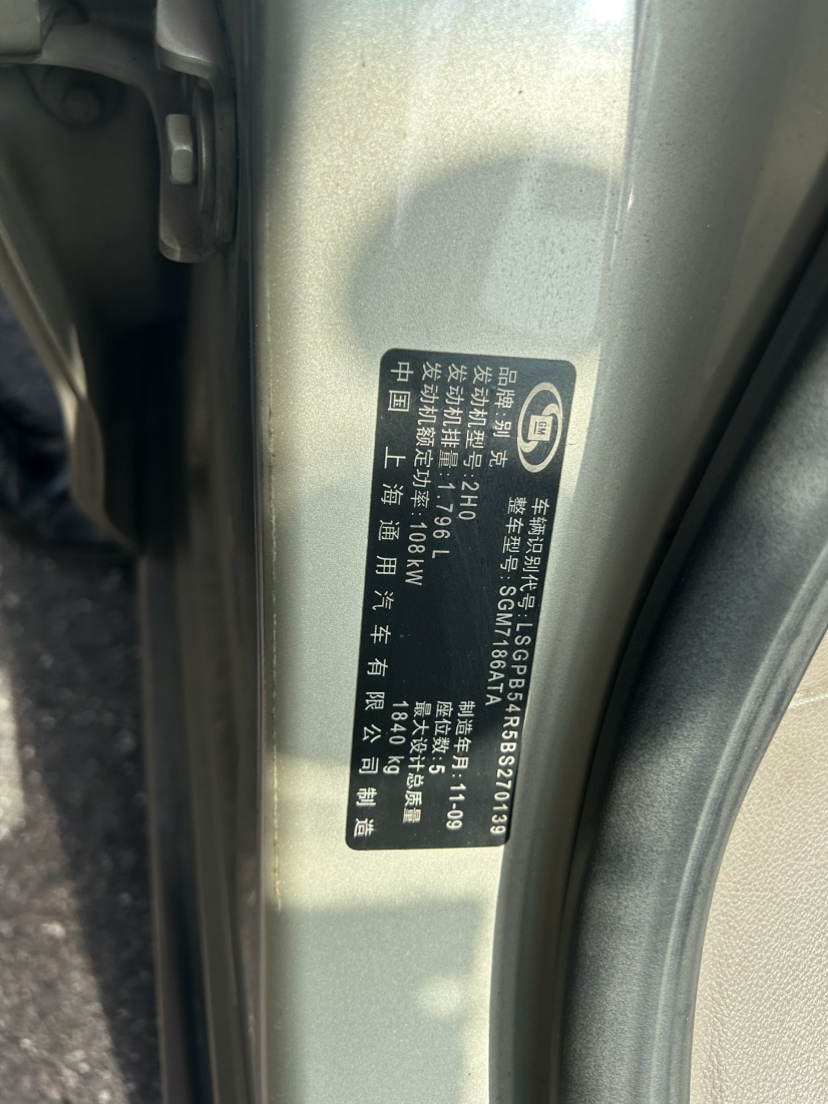 GM
车辆识别代号:LSGPB54R5BS270139
整车型号:SGM7186ATA
品牌:别克
发动机型号:2H0
制造年月:11-09
发动机排量:1.796 L
座位数:5
发动机额定功率:108kW
最大设计总质量
1840 kg
中国 上海通用汽车有限公司制造